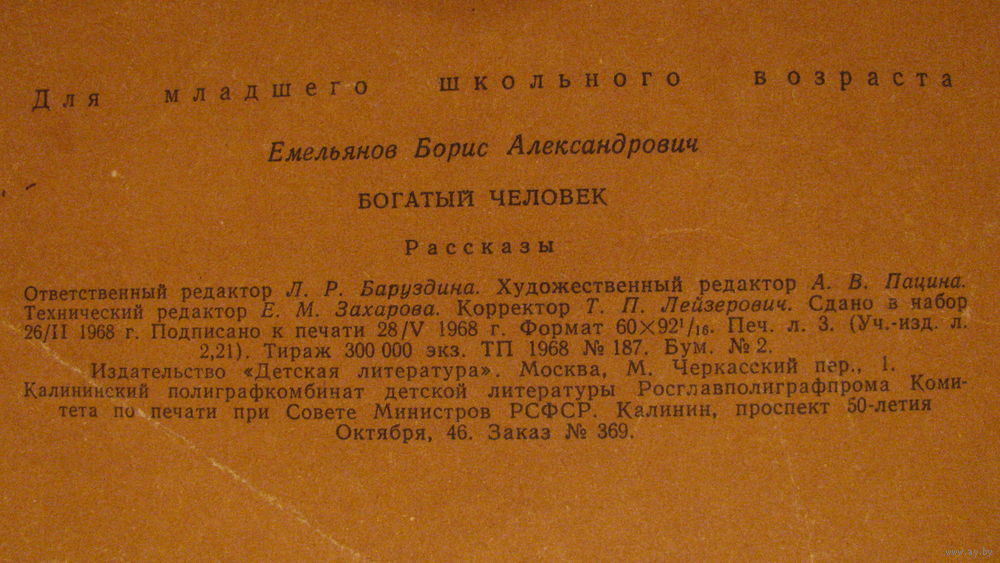 Для младшего школьного возраста
Емельянов Борис Александрович
БОГАТЫЙ ЧЕЛОВЕК
Рассказы
Ответственный редактор Л. Р. Баруздина. Художественный редактор А. В. Пацина.
Технический редактор Е. М. Захарова. Корректор Т. П. Лейзерович. Сдано в набор
26/II 1968 г. Подписано к печати 28/V 1968 г. Формат 60×92¹/₁₆. Печ. л. 3. (Уч.-изд. л.
2,21). Тираж 300 000 экз. ТП 1968 № 187. Бум. № 2.
Издательство «Детская литература». Москва, М. Черкасский пер., 1.
Калининский полиграфкомбинат детской литературы Росглавполиграфпрома Коми-
тета по печати при Совете Министров РСФСР. Калинин, проспект 50-летия
Октября, 46. Заказ № 369.
www.ay.by